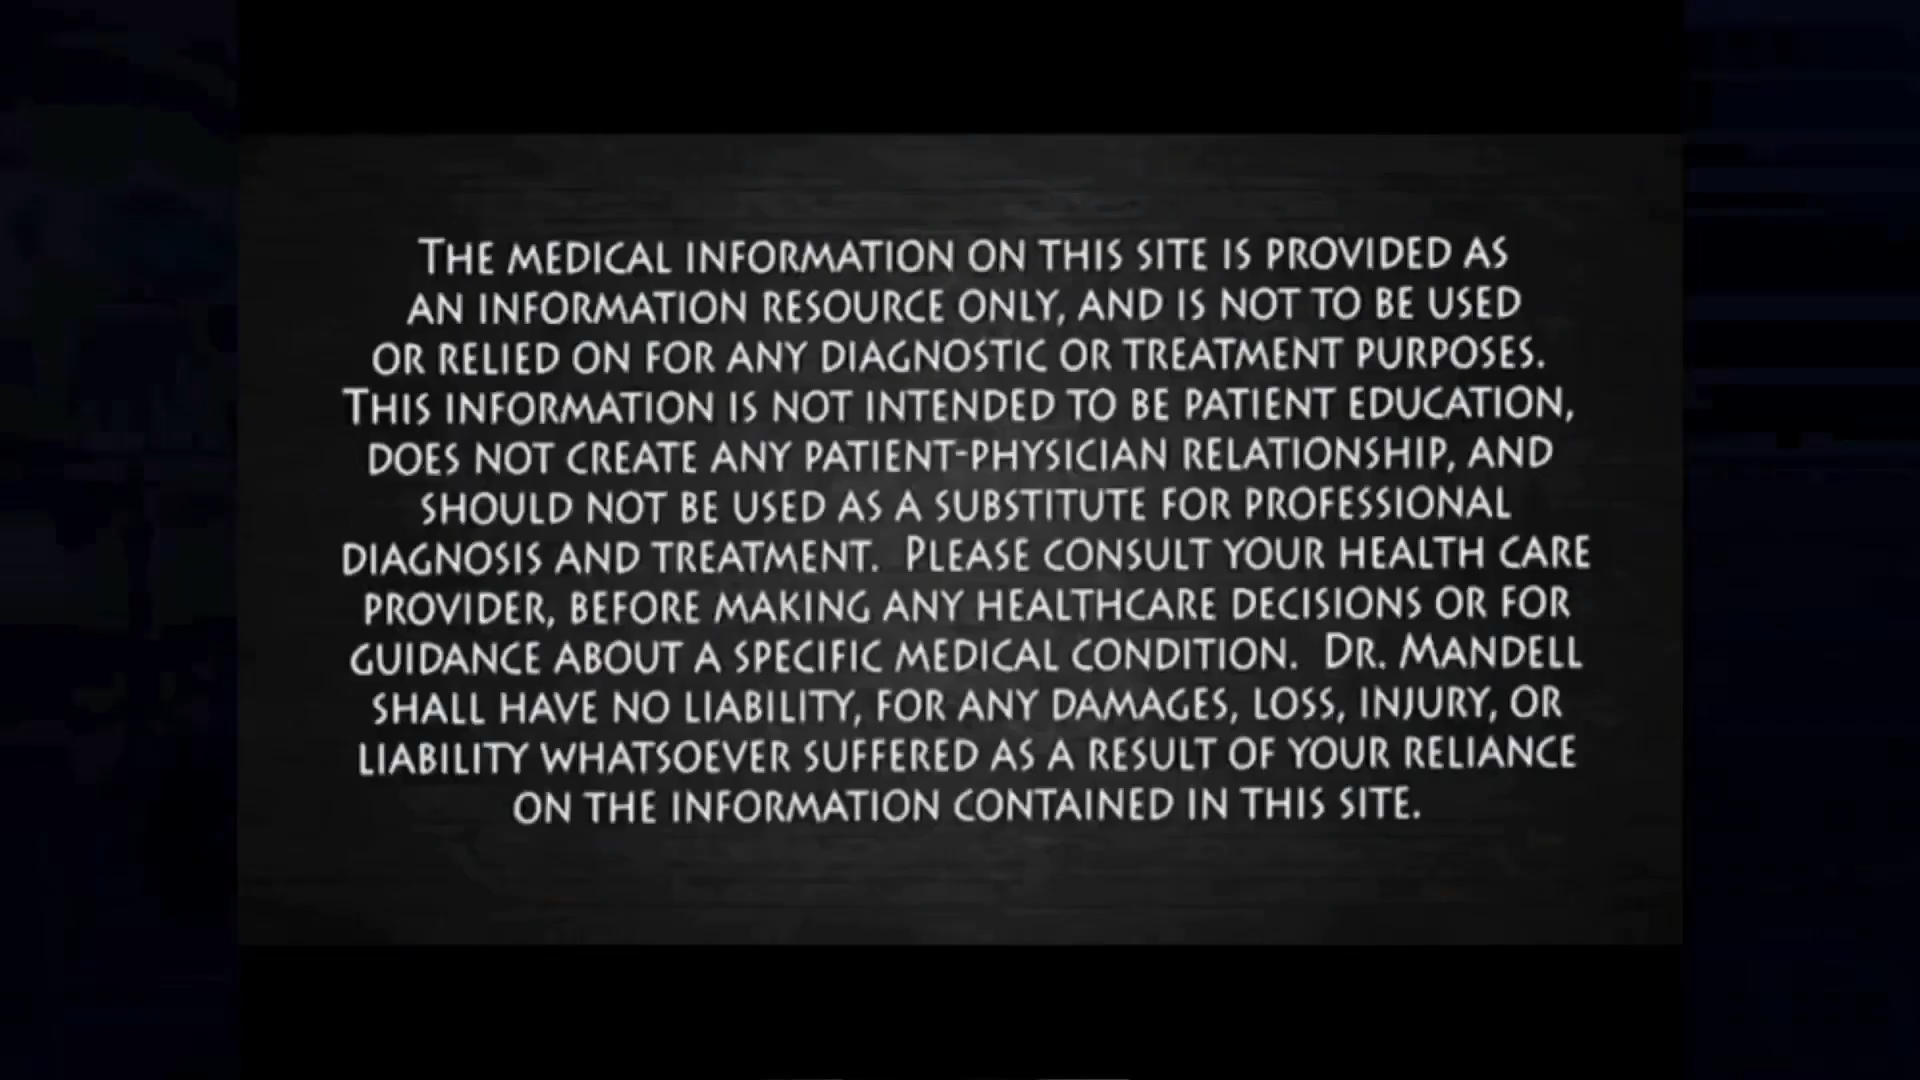 The medical information on this site is provided as
an information resource only, and is not to be used
or relied on for any diagnostic or treatment purposes.
This information is not intended to be patient education,
does not create any patient-physician relationship, and
should not be used as a substitute for professional
diagnosis and treatment.  Please consult your health care
provider, before making any healthcare decisions or for
guidance about a specific medical condition.  Dr. Mandell
shall have no liability, for any damages, loss, injury, or
liability whatsoever suffered as a result of your reliance
on the information contained in this site.